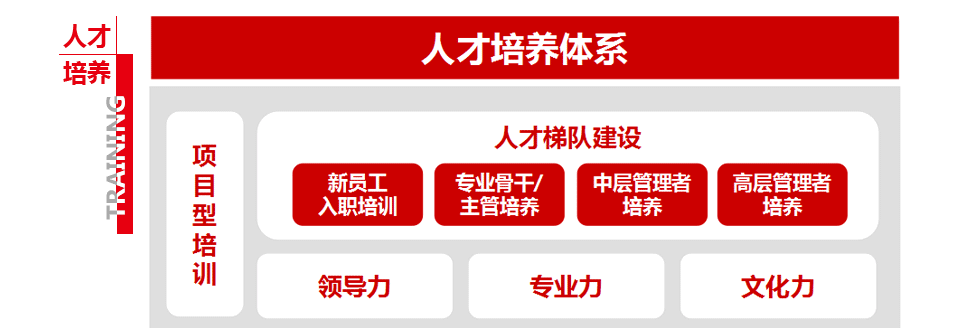 人才
培养
TRAINING
人才培养体系
项目型培训
人才梯队建设
新员工
入职培训
专业骨干/
主管培养
中层管理者
培养
高层管理者
培养
领导力
专业力
文化力